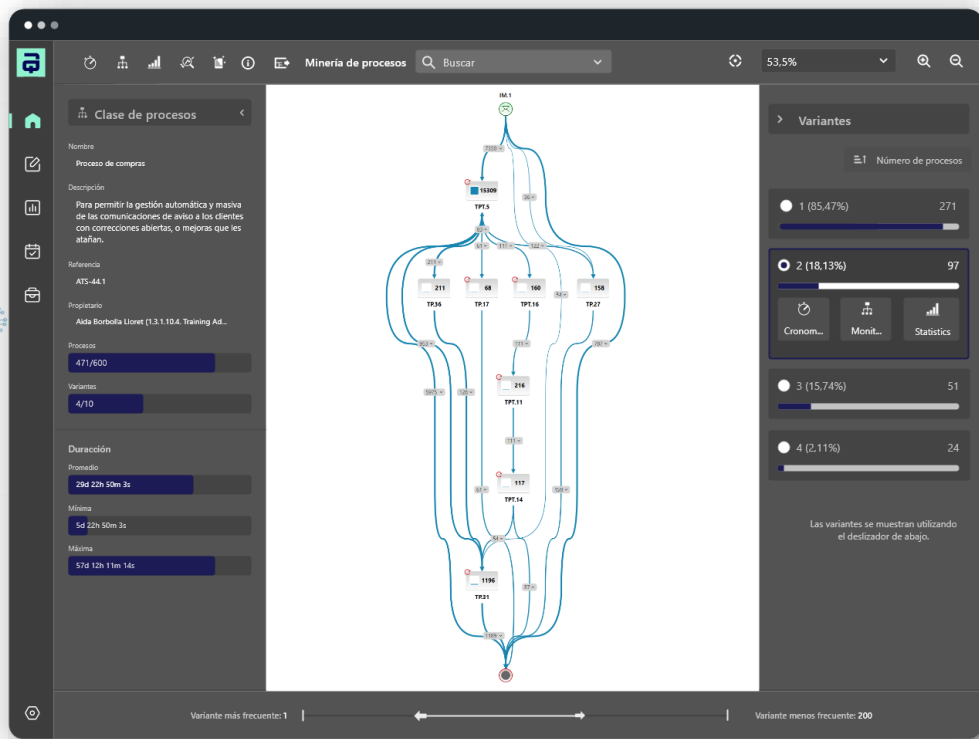 Minería de procesos
Buscar
53,5%
Clase de procesos
Nombre
Proceso de compras
Descripción
Para permitir la gestión automática y masiva
de las comunicaciones de aviso a los clientes
con correcciones abiertas, o mejoras que les
atañan.
Referencia
ATS-44.1
Propietario
Aida Borbolla Lloret (1.3.1.10.4. Training Ad...
Procesos
471/600
Variantes
4/10
Duracción
Promedio
29d 22h 50m 3s
Mínima
5d 22h 50m 3s
Máxima
57d 12h 11m 14s
IM.1
15309
TPT.5
211
TP.36
68
TP.17
160
TPT.16
158
TP.27
111
216
TPT.11
111
117
TPT.14
1196
TP.31
1189
Variantes
Número de procesos
1 (85,47%)
271
2 (18,13%)
97
Cronom...
Monit...
Statistics
3 (15,74%)
51
4 (2,11%)
24
Las variantes se muestran utilizando
el deslizador de abajo.
Variante más frecuente: 1
Variante menos frecuente: 200